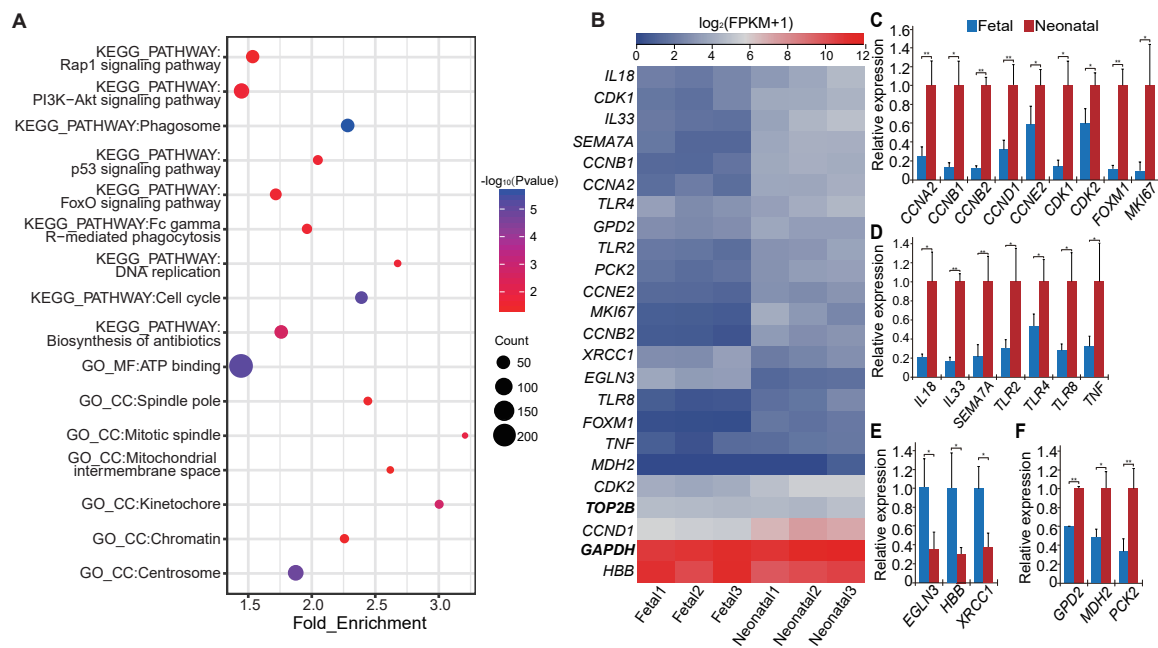 A
KEGG_PATHWAY:
Rap1 signaling pathway
KEGG_PATHWAY:
PI3K−Akt signaling pathway
KEGG_PATHWAY:Phagosome
KEGG_PATHWAY:
p53 signaling pathway
KEGG_PATHWAY:
FoxO signaling pathway
KEGG_PATHWAY:Fc gamma
R−mediated phagocytosis
KEGG_PATHWAY:
DNA replication
KEGG_PATHWAY:Cell cycle
KEGG_PATHWAY:
Biosynthesis of antibiotics
GO_MF:ATP binding
GO_CC:Spindle pole
GO_CC:Mitotic spindle
GO_CC:Mitochondrial
intermembrane space
GO_CC:Kinetochore
GO_CC:Chromatin
GO_CC:Centrosome
1.5 2.0 2.5 3.0
Fold_Enrichment
-log10(Pvalue)
5
4
3
2
Count
50
100
150
200
B
log2(FPKM+1)
0 2 4 6 8 10 12
IL18
CDK1
IL33
SEMA7A
CCNB1
CCNA2
TLR4
GPD2
TLR2
PCK2
CCNE2
MKI67
CCNB2
XRCC1
EGLN3
TLR8
FOXM1
TNF
MDH2
CDK2
TOP2B
CCND1
GAPDH
HBB
Fetal1 Fetal2 Fetal3 Neonatal1 Neonatal2 Neonatal3
C
Fetal Neonatal
Relative expression
1.6
1.4
1.2
1.0
0.8
0.6
0.4
0.2
0
** * ** ** * * * ** *
CCNA2 CCNB1 CCNB2 CCND1 CCNE2 CDK1 CDK2 FOXM1 MKI67
D
Relative expression
1.4
1.2
1.0
0.8
0.6
0.4
0.2
0
* ** ** * * * *
IL18 IL33 SEMA7A TLR2 TLR4 TLR8 TNF
E
Relative expression
1.4
1.2
1.0
0.8
0.6
0.4
0.2
0
* * *
EGLN3 HBB XRCC1
F
Relative expression
1.4
1.2
1.0
0.8
0.6
0.4
0.2
0
** * **
GPD2 MDH2 PCK2